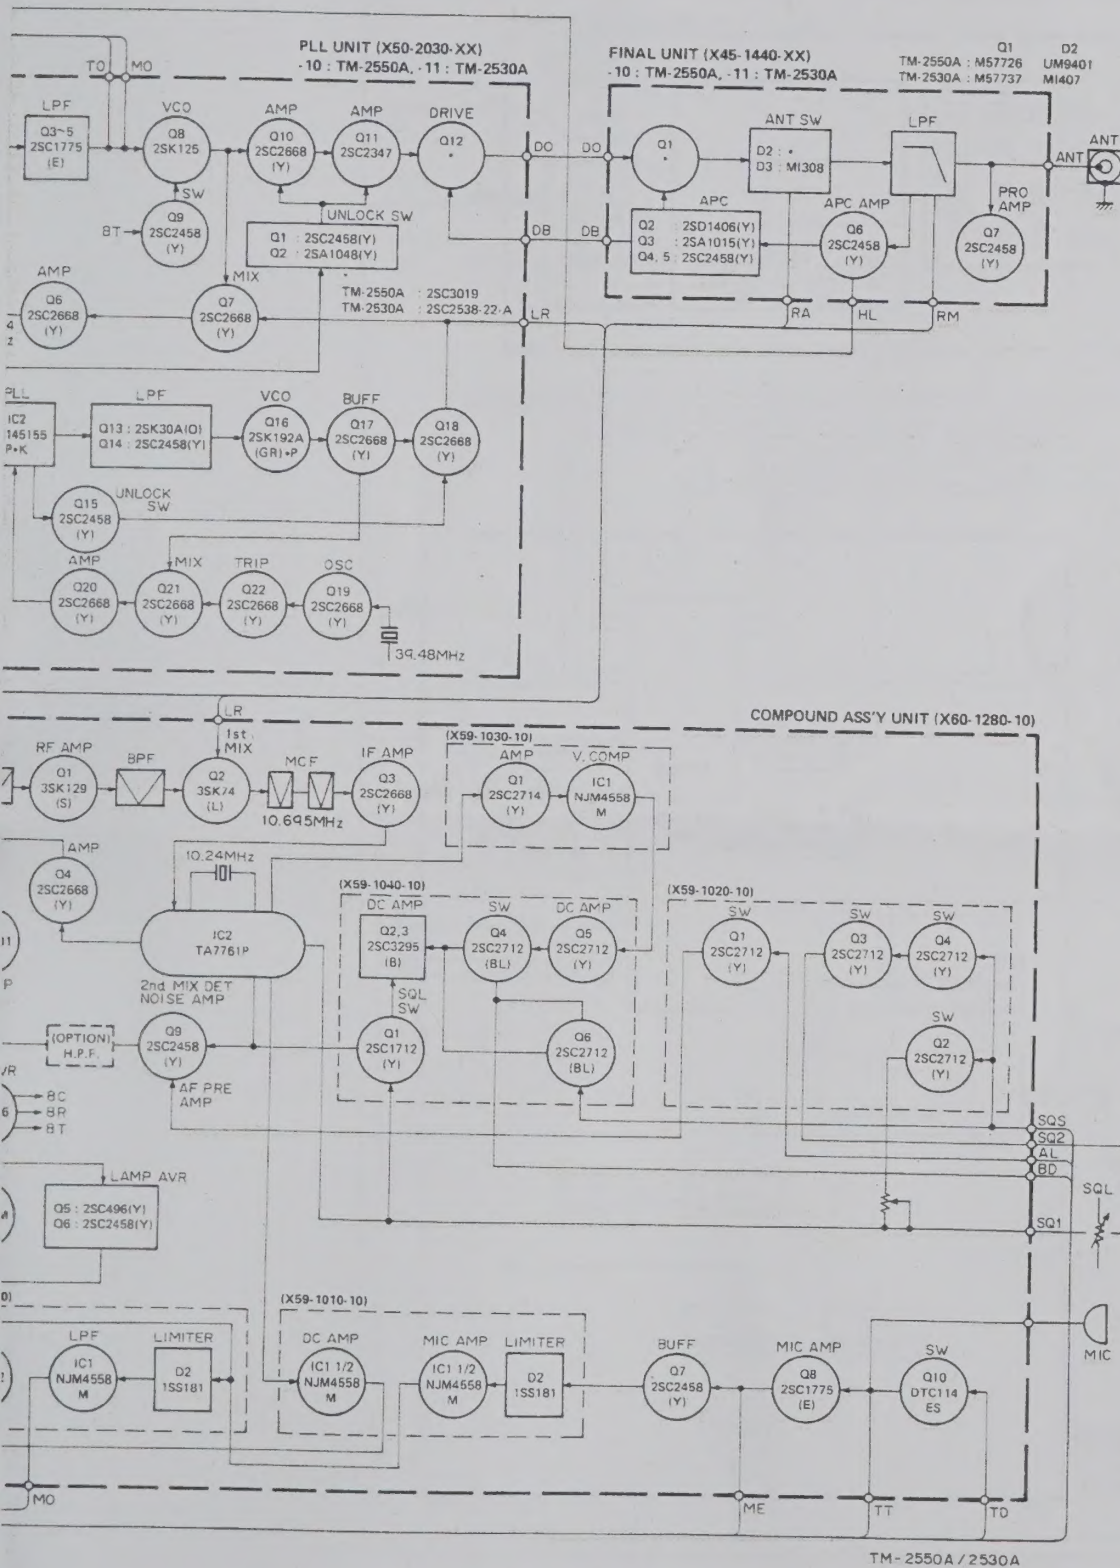 PLL UNIT (X50-2030-XX)
-10 : TM-2550A, -11 : TM-2530A
FINAL UNIT (X45-1440-XX)
-10 : TM-2550A, -11 : TM-2530A
Q1 D2
TM-2550A : M57726 UM9401
TM-2530A : M57737 MI407
TO MO
LPF
Q3~5
2SC1775
(E)
VCO
Q8
2SK125
AMP
Q10
2SC2668
(Y)
AMP
Q11
2SC2347
DRIVE
Q12
*
DO
DO
Q1
*
ANT SW
D2 : *
D3 : MI308
LPF
ANT
ANT
SW
8T
Q9
2SC2458
(Y)
UNLOCK SW
Q1 : 2SC2458(Y)
Q2 : 2SA1048(Y)
DB
DB
APC
Q2 : 2SD1406(Y)
Q3 : 2SA1015(Y)
Q4, 5 : 2SC2458(Y)
APC AMP
Q6
2SC2458
(Y)
PRO
AMP
Q7
2SC2458
(Y)
AMP
Q6
2SC2668
(Y)
MIX
Q7
2SC2668
(Y)
TM-2550A : 2SC3019
TM-2530A : 2SC2538-22-A
LR
RA
HL
RM
4
z
PLL
IC2
145155
P•K
LPF
Q13 : 2SK30A(O)
Q14 : 2SC2458(Y)
VCO
Q16
2SK192A
(GR)•P
BUFF
Q17
2SC2668
(Y)
Q18
2SC2668
(Y)
Q15
2SC2458
(Y)
UNLOCK
SW
AMP
Q20
2SC2668
(Y)
MIX
Q21
2SC2668
(Y)
TRIP
Q22
2SC2668
(Y)
OSC
Q19
2SC2668
(Y)
39.48MHz
COMPOUND ASS'Y UNIT (X60-1280-10)
LR
1st
MIX
RF AMP
Q1
3SK129
(S)
BPF
Q2
3SK74
(L)
MCF
10.695MHz
IF AMP
Q3
2SC2668
(Y)
(X59-1030-10)
AMP
Q1
2SC2714
(Y)
V. COMP
IC1
NJM4558
M
AMP
Q4
2SC2668
(Y)
10.24MHz
IC2
TA7761P
2nd MIX DET
NOISE AMP
(X59-1040-10)
DC AMP
Q2,3
2SC3295
(B)
SW
Q4
2SC2712
(BL)
DC AMP
Q5
2SC2712
(Y)
SQL
SW
Q1
2SC1712
(Y)
Q6
2SC2712
(BL)
(X59-1020-10)
SW
Q1
2SC2712
(Y)
SW
Q3
2SC2712
(Y)
SW
Q4
2SC2712
(Y)
SW
Q2
2SC2712
(Y)
11
P
(OPTION)
H.P.F.
Q9
2SC2458
(Y)
AF PRE
AMP
VR
6
8C
8R
8T
SQS
SQ2
AL
BD
SQ1
SQL
LAMP AVR
Q5 : 2SC496(Y)
Q6 : 2SC2458(Y)
0)
LPF
IC1
NJM4558
M
LIMITER
D2
1SS181
(X59-1010-10)
DC AMP
IC1 1/2
NJM4558
M
MIC AMP
IC1 1/2
NJM4558
M
LIMITER
D2
1SS181
BUFF
Q7
2SC2458
(Y)
MIC AMP
Q8
2SC1775
(E)
SW
Q10
DTC114
ES
MIC
MO
ME
TT
TD
TM-2550A/2530A